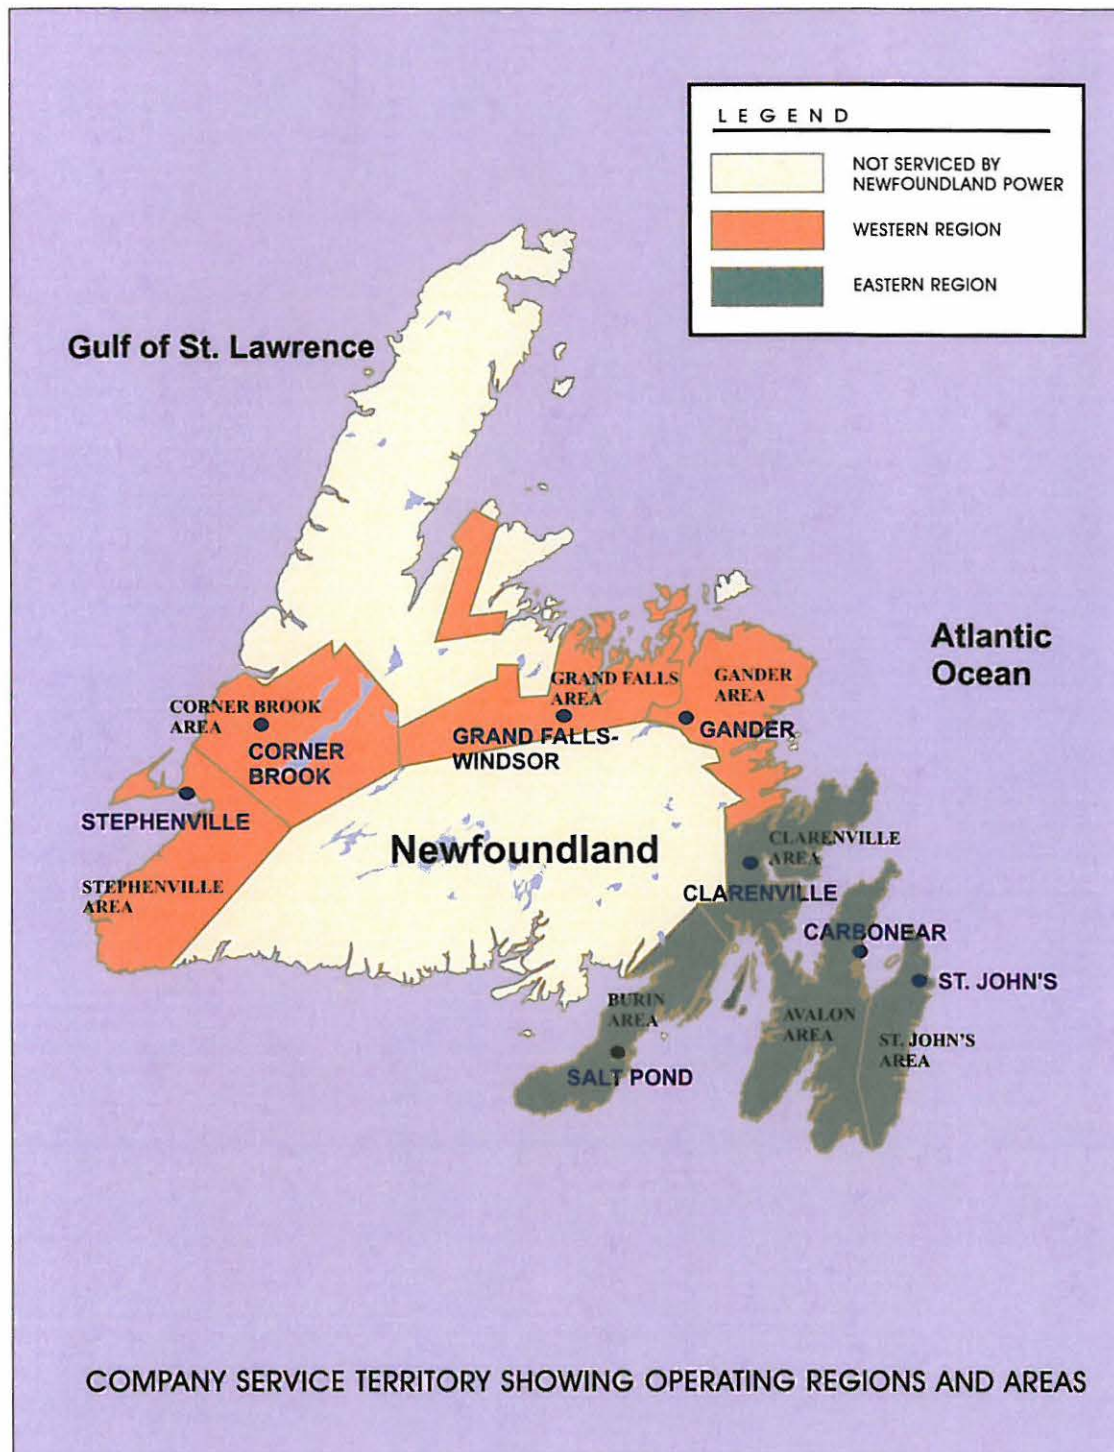 LEGEND
NOT SERVICED BY
NEWFOUNDLAND POWER
WESTERN REGION
EASTERN REGION
Gulf of St. Lawrence
Atlantic
Ocean
GRAND FALLS
AREA
GANDER
AREA
CORNER BROOK
AREA
CORNER
BROOK
GRAND FALLS-
WINDSOR
GANDER
STEPHENVILLE
Newfoundland
CLARENVILLE
AREA
STEPHENVILLE
AREA
CLARENVILLE
CARBONEAR
ST. JOHN'S
BURIN
AREA
AVALON
AREA
ST. JOHN'S
AREA
SALT POND
COMPANY SERVICE TERRITORY SHOWING OPERATING REGIONS AND AREAS